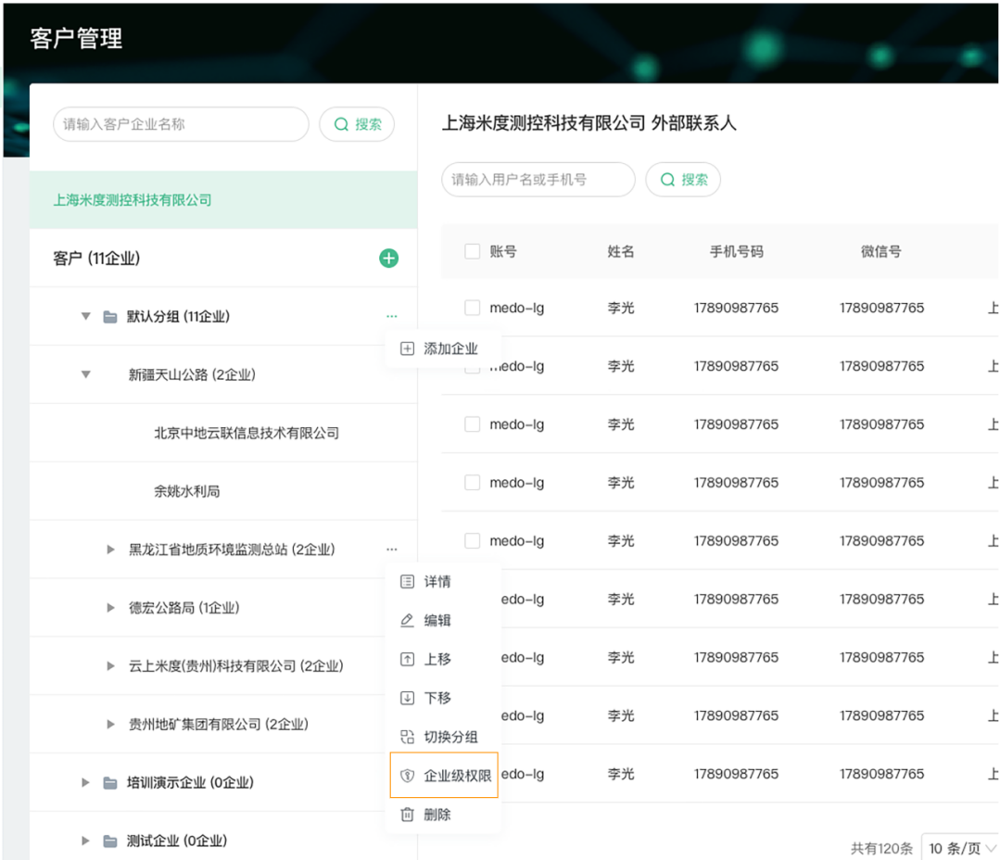 客户管理
请输入客户企业名称
搜索
上海米度测控科技有限公司
客户 (11企业)
默认分组 (11企业)
...
添加企业
新疆天山公路 (2企业)
北京中地云联信息技术有限公司
余姚水利局
黑龙江省地质环境监测总站 (2企业)
...
德宏公路局 (1企业)
云上米度(贵州)科技有限公司 (2企业)
贵州地矿集团有限公司 (2企业)
培训演示企业 (0企业)
测试企业 (0企业)
详情
编辑
上移
下移
切换分组
企业级权限
删除
上海米度测控科技有限公司 外部联系人
请输入用户名或手机号
搜索
账号 姓名 手机号码 微信号
medo-lg 李光 17890987765 17890987765 上
medo-lg 李光 17890987765 17890987765 上
medo-lg 李光 17890987765 17890987765 上
medo-lg 李光 17890987765 17890987765 上
medo-lg 李光 17890987765 17890987765 上
edo-lg 李光 17890987765 17890987765 上
edo-lg 李光 17890987765 17890987765 上
edo-lg 李光 17890987765 17890987765 上
edo-lg 李光 17890987765 17890987765 上
共有120条 10 条/页